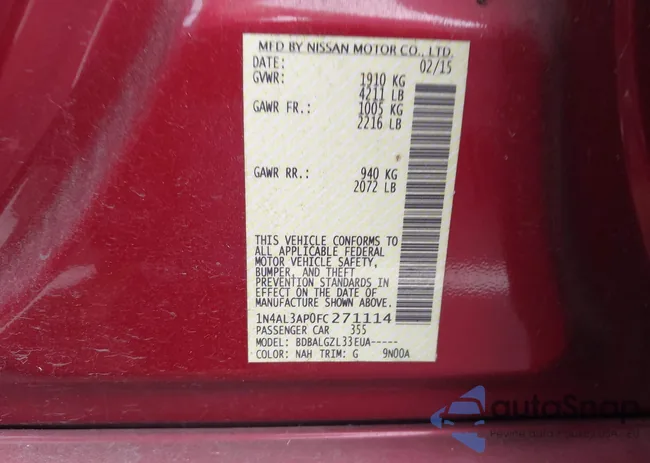 MFD BY NISSAN MOTOR CO., LTD.
DATE: 02/15
GVWR: 1910 KG
4211 LB
GAWR FR.: 1005 KG
2216 LB
GAWR RR.: 940 KG
2072 LB
THIS VEHICLE CONFORMS TO
ALL APPLICABLE FEDERAL
MOTOR VEHICLE SAFETY,
BUMPER, AND THEFT
PREVENTION STANDARDS IN
EFFECT ON THE DATE OF
MANUFACTURE SHOWN ABOVE.
1N4AL3AP0FC271114
PASSENGER CAR 355
MODEL: BDBALGZL33EUA-----
COLOR: NAH TRIM: G 9N00A
autoSnap